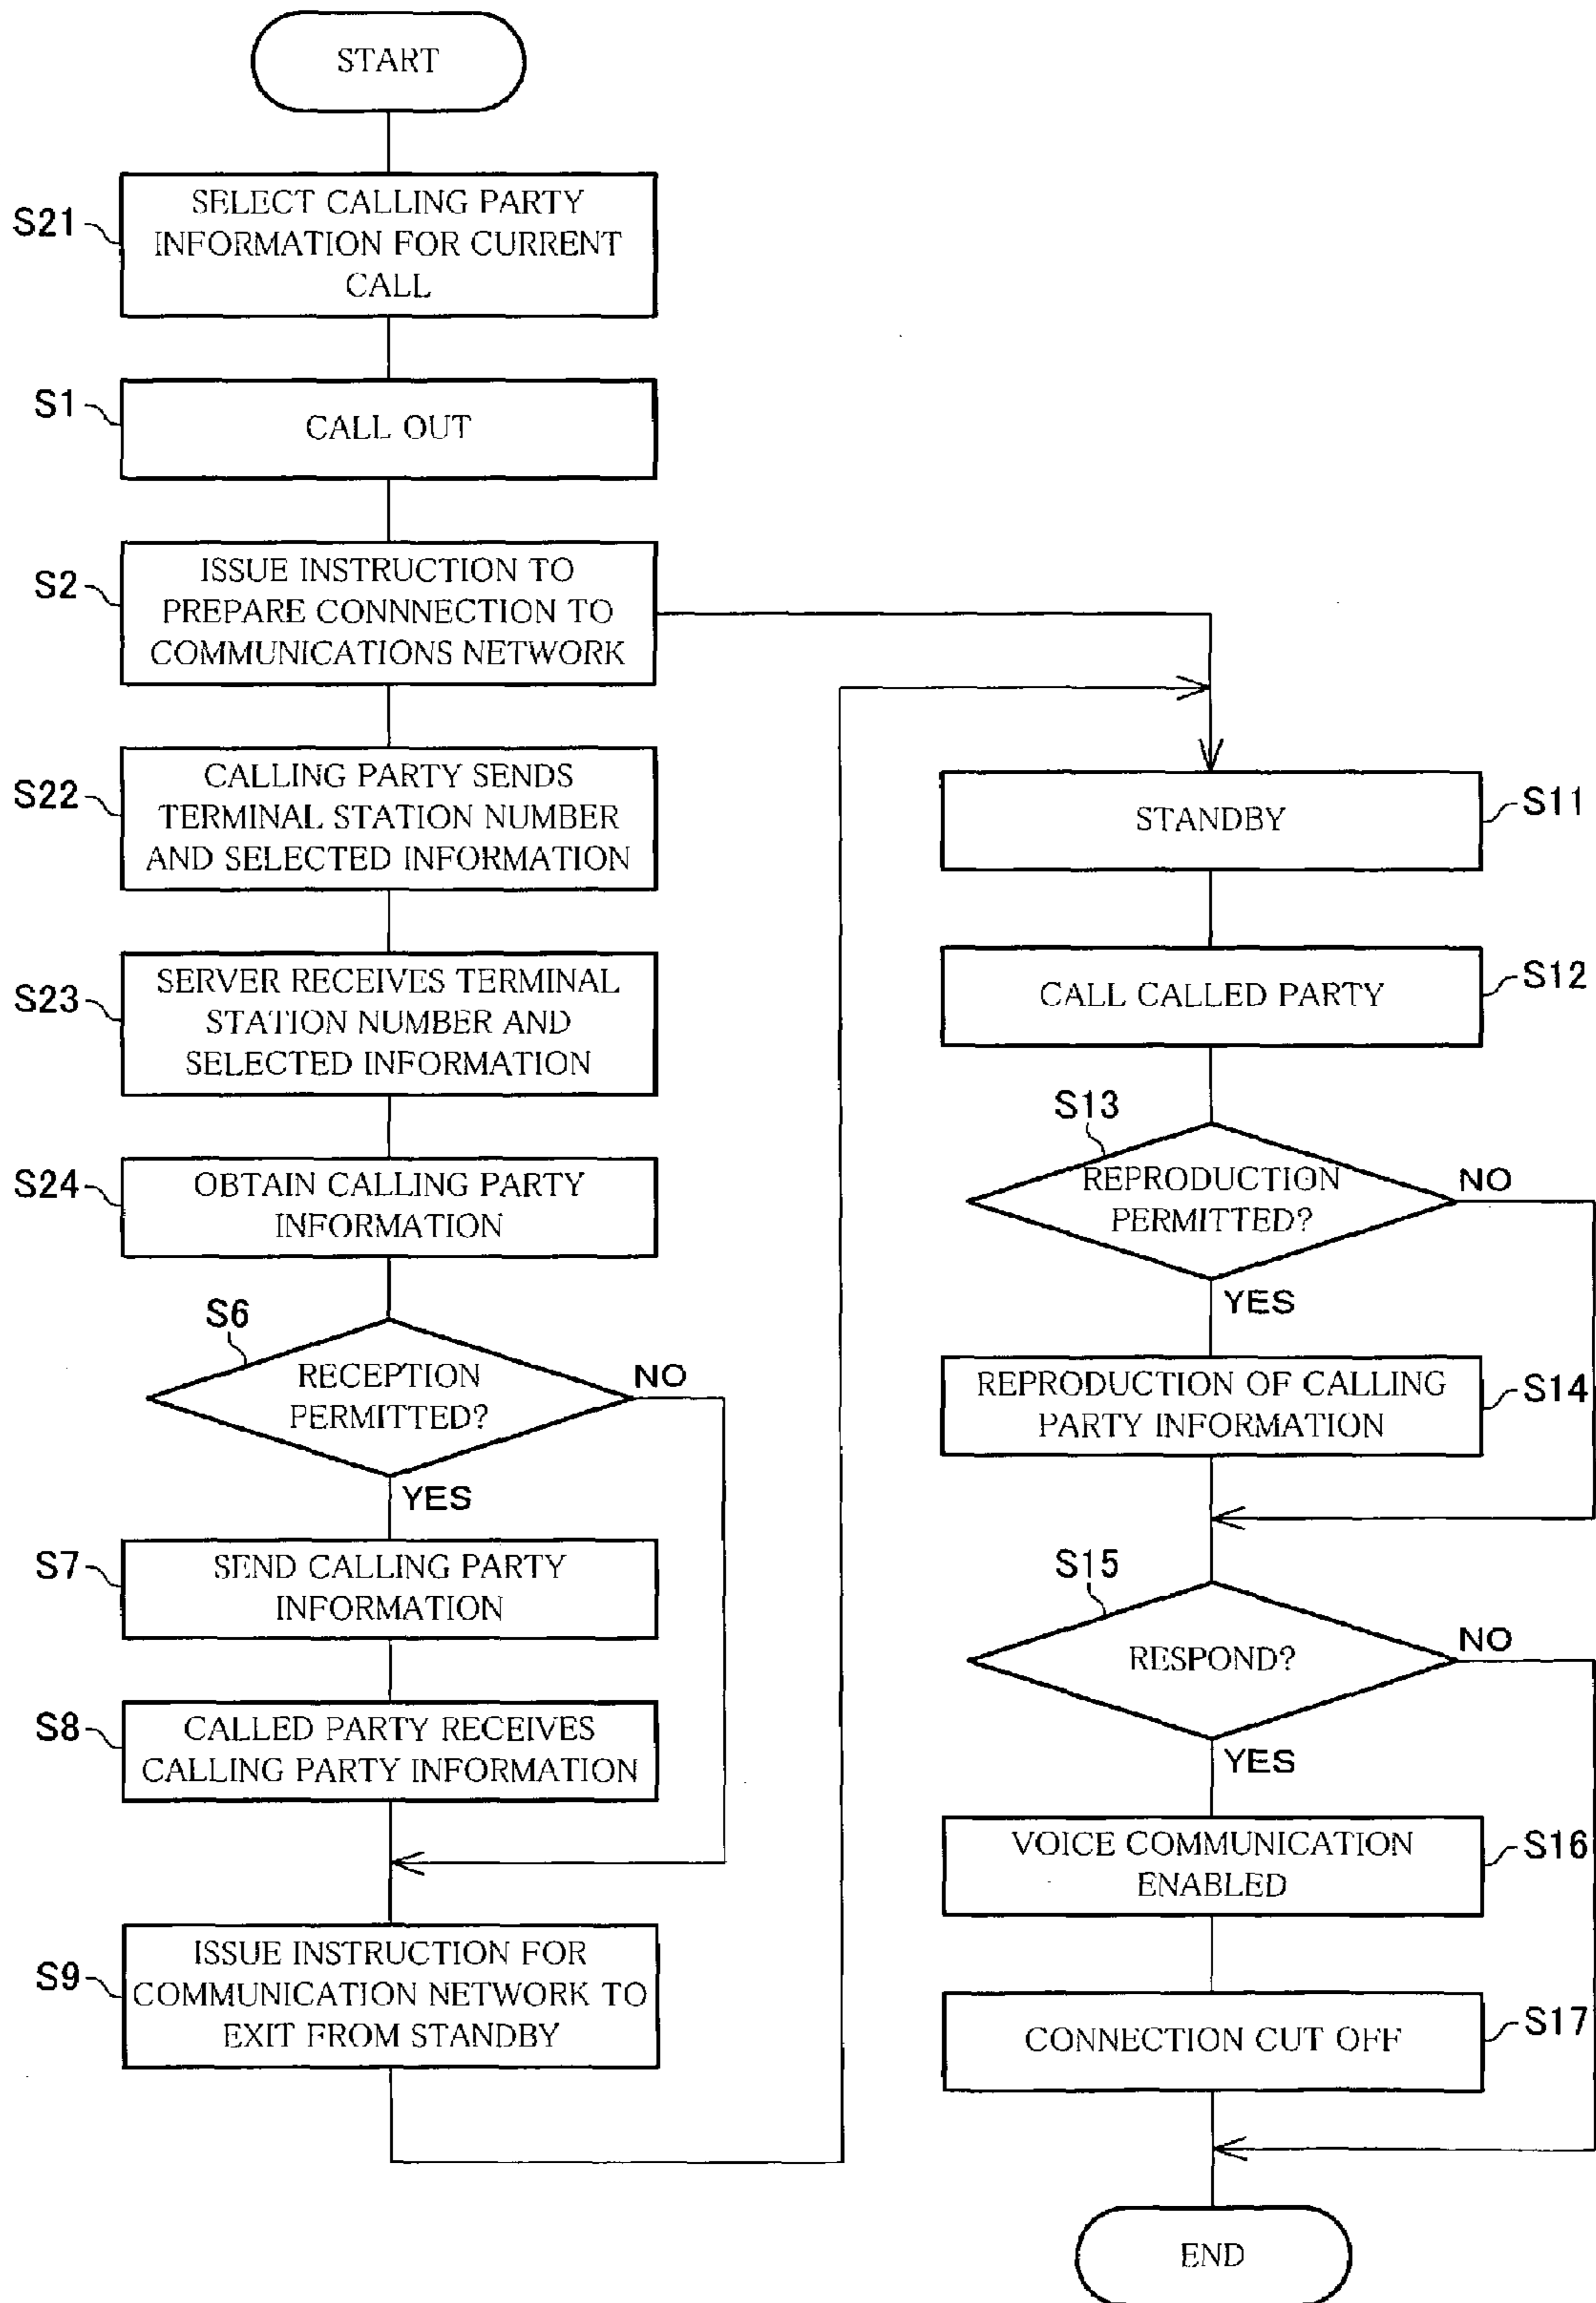 START
S21
SELECT CALLING PARTY
INFORMATION FOR CURRENT
CALL
S1
CALL OUT
S2
ISSUE INSTRUCTION TO
PREPARE CONNNECTION TO
COMMUNICATIONS NETWORK
S22
CALLING PARTY SENDS
TERMINAL STATION NUMBER
AND SELECTED INFORMATION
S23
SERVER RECEIVES TERMINAL
STATION NUMBER AND
SELECTED INFORMATION
S24
OBTAIN CALLING PARTY
INFORMATION
S6
RECEPTION
PERMITTED?
NO
YES
S7
SEND CALLING PARTY
INFORMATION
S8
CALLED PARTY RECEIVES
CALLING PARTY INFORMATION
S9
ISSUE INSTRUCTION FOR
COMMUNICATION NETWORK TO
EXIT FROM STANDBY
STANDBY
S11
CALL CALLED PARTY
S12
S13
REPRODUCTION
PERMITTED?
NO
YES
REPRODUCTION OF CALLING
PARTY INFORMATION
S14
S15
RESPOND?
NO
YES
VOICE COMMUNICATION
ENABLED
S16
CONNECTION CUT OFF
S17
END